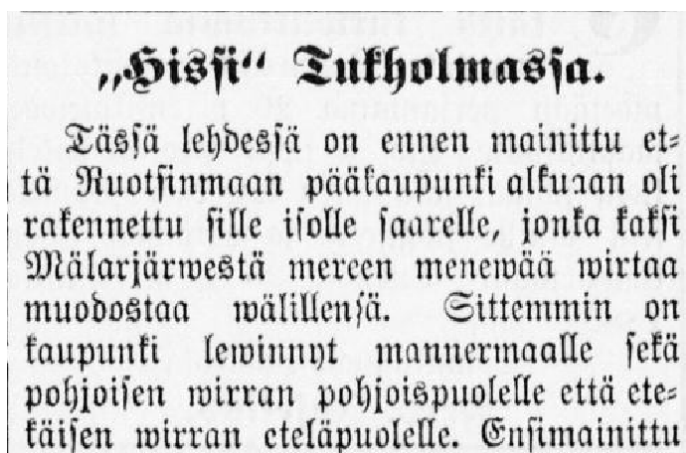 „Hissi“ Tukholmassa.
Tässä lehdessä on ennen mainittu et-
tä Ruotsinmaan pääkaupunki alkuaan oli
rakennettu sille isolle saarelle, jonka kaksi
Mälarjärwestä mereen menewää wirtaa
muodostaa wälillensä. Sittemmin on
kaupunki lewinnyt mannermaalle sekä
pohjoisen wirran pohjoispuolelle että ete-
käisen wirran eteläpuolelle. Ensimainittu